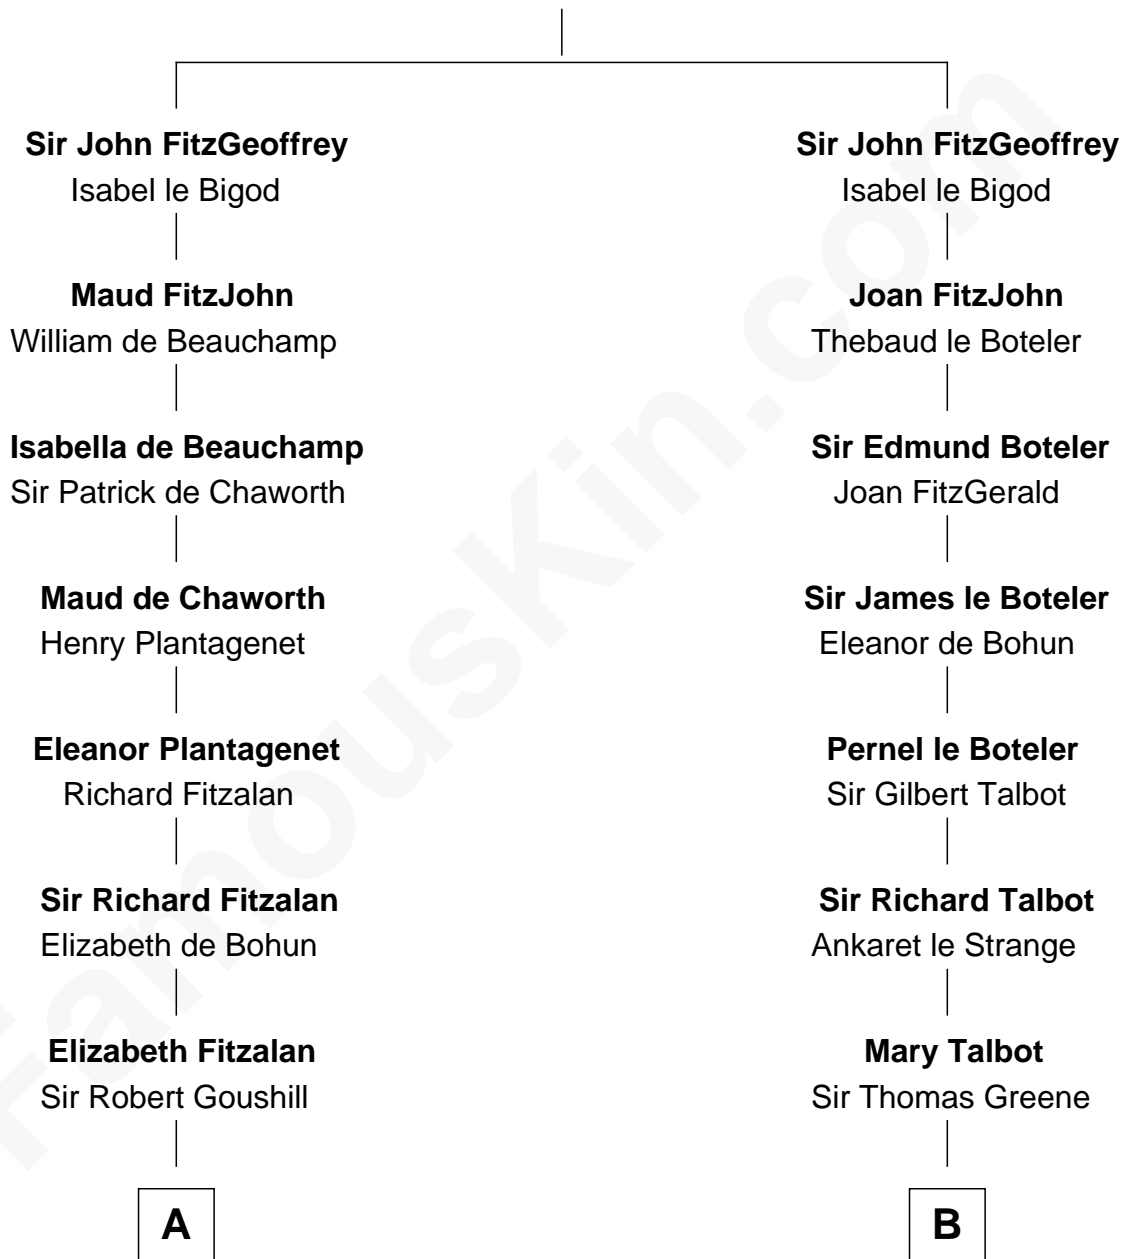 Sir John FitzGeoffrey
Isabel le Bigod
Maud FitzJohn
William de Beauchamp
Isabella de Beauchamp
Sir Patrick de Chaworth
Maud de Chaworth
Henry Plantagenet
Eleanor Plantagenet
Richard Fitzalan
Sir Richard Fitzalan
Elizabeth de Bohun
Elizabeth Fitzalan
Sir Robert Goushill
A
Sir John FitzGeoffrey
Isabel le Bigod
Joan FitzJohn
Thebaud le Boteler
Sir Edmund Boteler
Joan FitzGerald
Sir James le Boteler
Eleanor de Bohun
Pernel le Boteler
Sir Gilbert Talbot
Sir Richard Talbot
Ankaret le Strange
Mary Talbot
Sir Thomas Greene
B
FamousKin.com